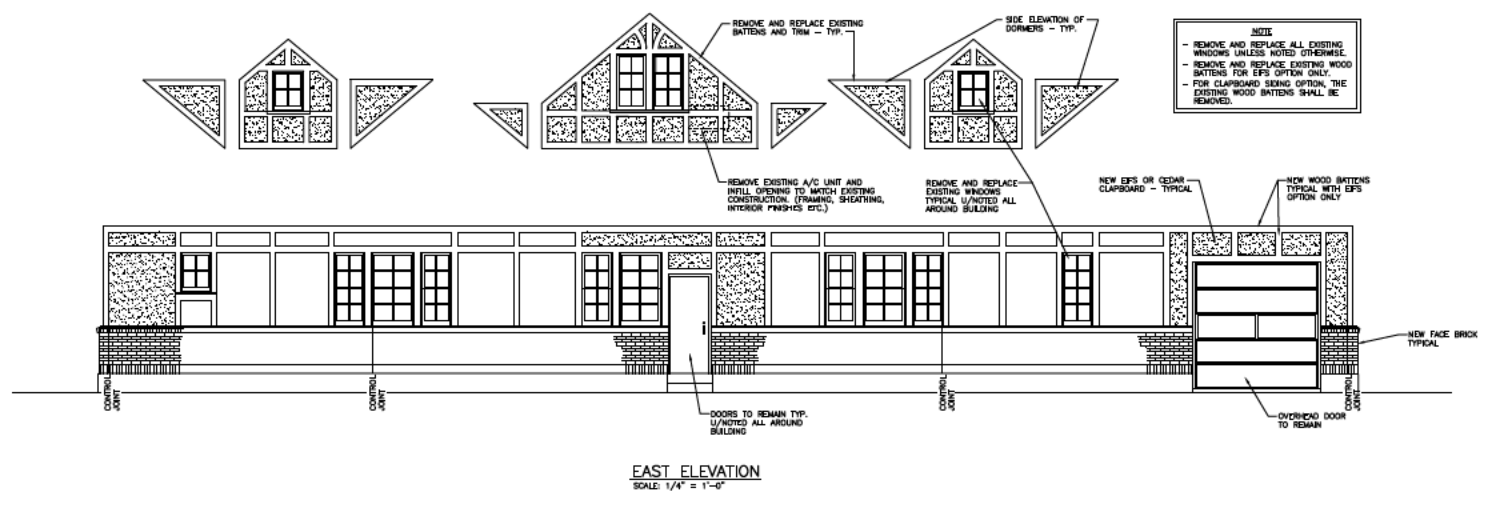 REMOVE AND REPLACE EXISTING
BATTENS AND TRIM - TYP.
SIDE ELEVATION OF
DORMERS - TYP.
NOTE
- REMOVE AND REPLACE ALL EXISTING
WINDOWS UNLESS NOTED OTHERWISE.
- REMOVE AND REPLACE EXISTING WOOD
BATTENS FOR EIFS OPTION ONLY.
- FOR CLAPBOARD SIDING OPTION, THE
EXISTING WOOD BATTENS SHALL BE
REMOVED.
REMOVE EXISTING A/C UNIT AND
INFILL OPENING TO MATCH EXISTING
CONSTRUCTION. (FRAMING, SHEATHING,
INTERIOR FINISHES ETC.)
REMOVE AND REPLACE
EXISTING WINDOWS
TYPICAL U/NOTED ALL
AROUND BUILDING
NEW EIFS OR CEDAR
CLAPBOARD - TYPICAL
NEW WOOD BATTENS
TYPICAL WITH EIFS
OPTION ONLY
NEW FACE BRICK
TYPICAL
CONTROL
JOINT
CONTROL
JOINT
CONTROL
JOINT
CONTROL
JOINT
DOORS TO REMAIN TYP.
U/NOTED ALL AROUND
BUILDING
OVERHEAD DOOR
TO REMAIN
EAST ELEVATION
SCALE: 1/4" = 1'-0"